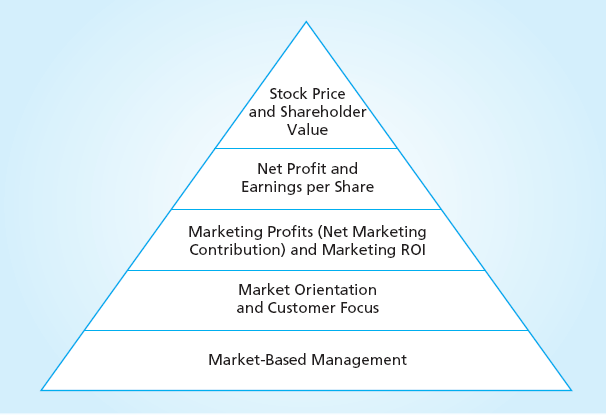 Stock Price
and Shareholder
Value
Net Profit and
Earnings per Share
Marketing Profits (Net Marketing
Contribution) and Marketing ROI
Market Orientation
and Customer Focus
Market-Based Management